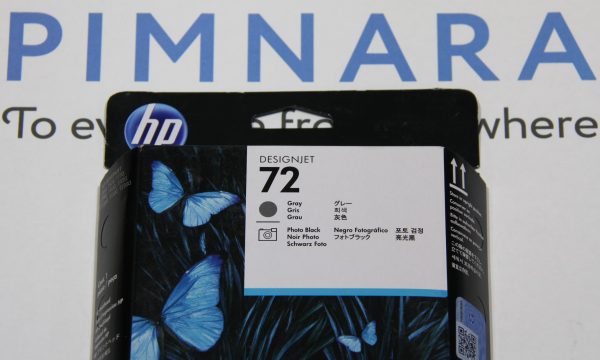 PIMNARA
To ev fr where
hp
DESIGNJET
72
Gray グレー
Gris 회색
Grau 灰色
Photo Black Negro Fotográfico 포토 검정
Noir Photo フォトブラック 亮光黑
Schwarz Foto